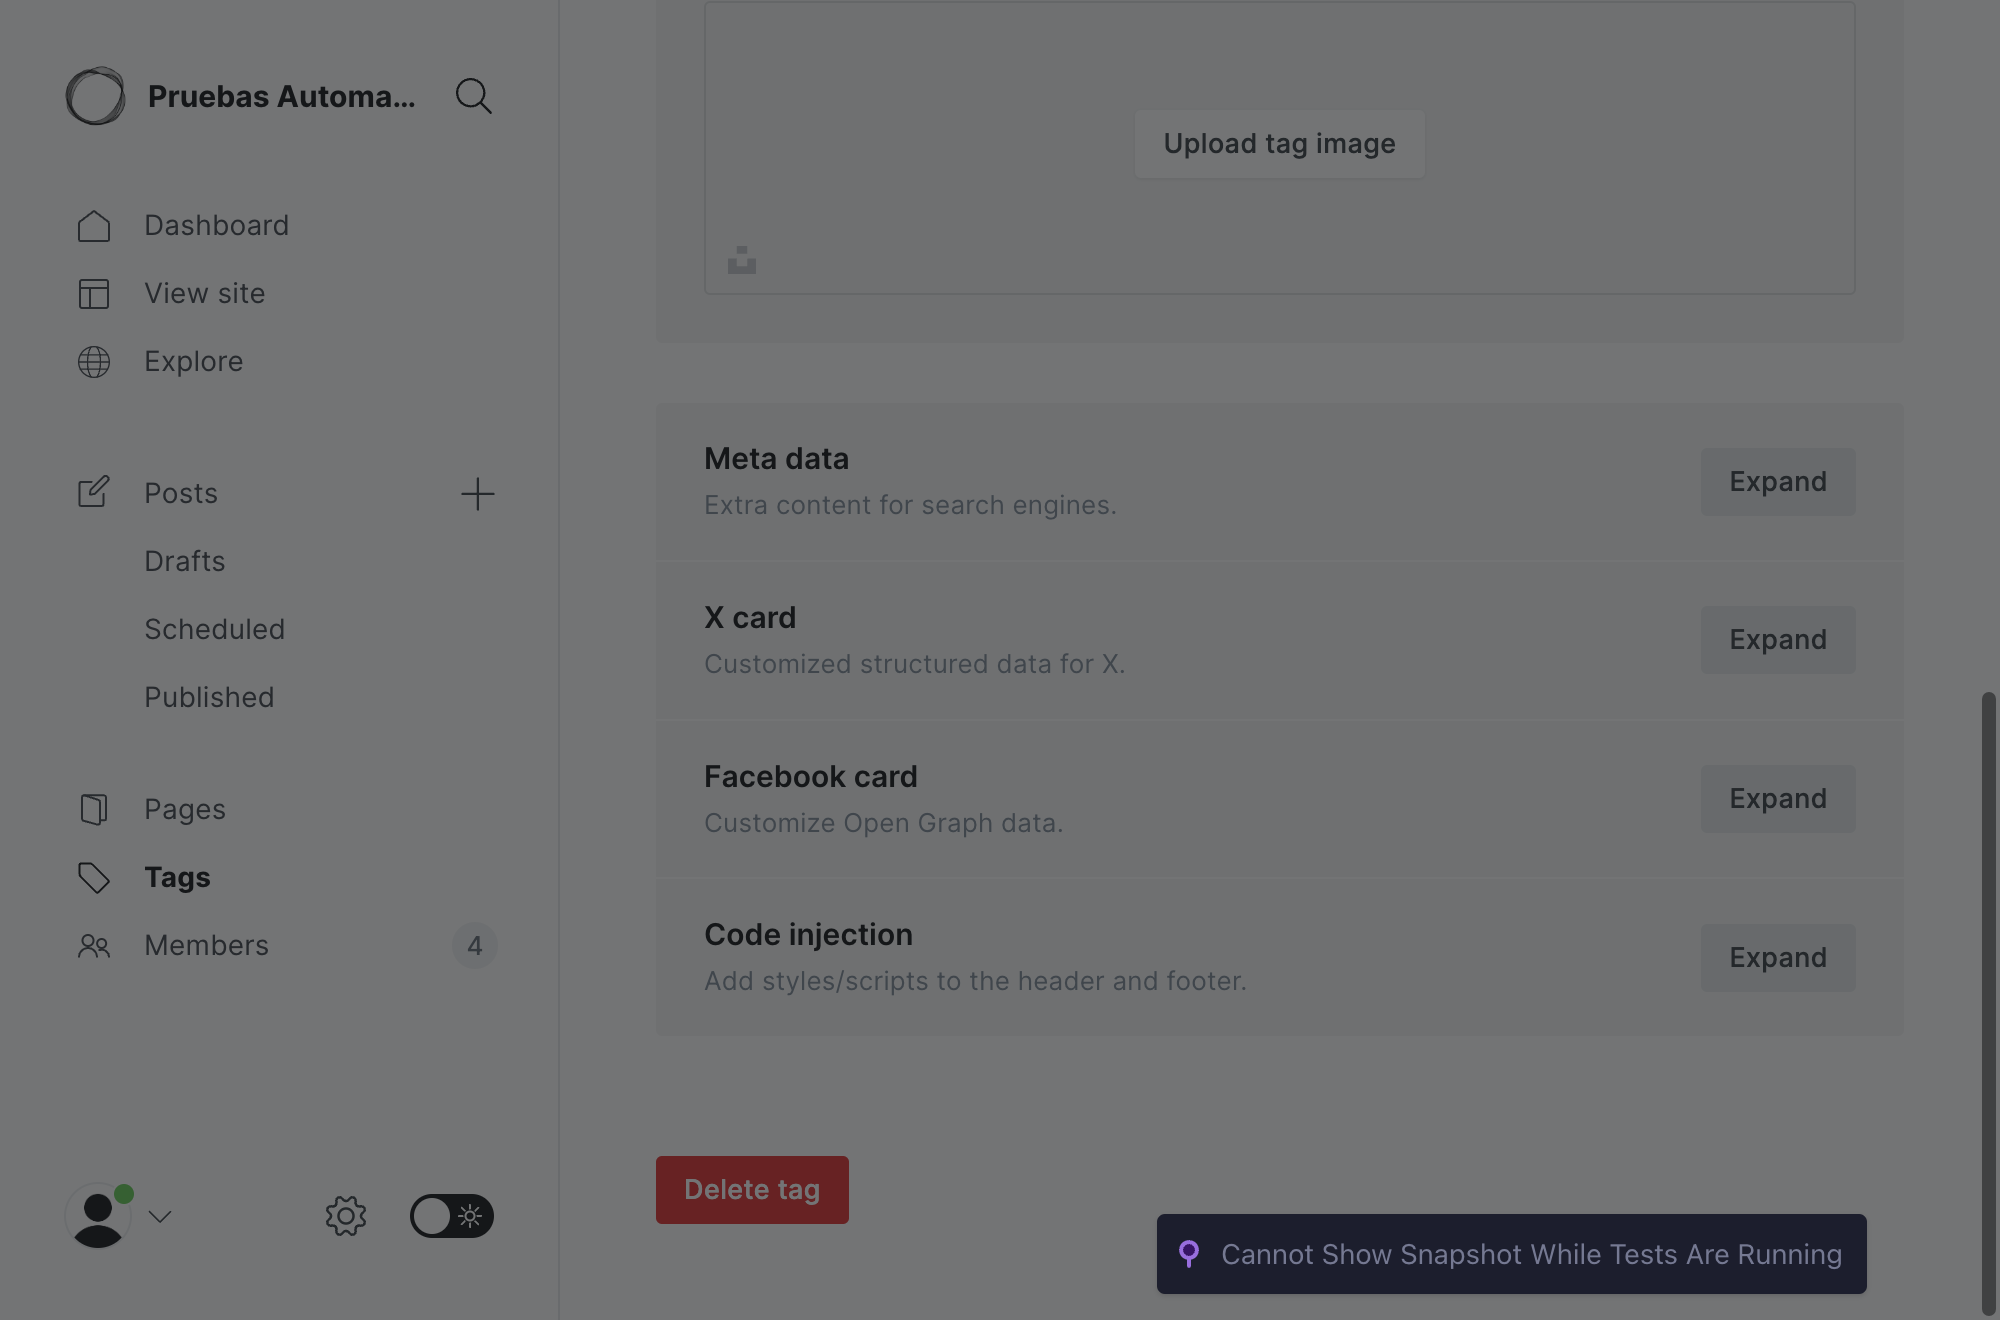 Pruebas Automa...
Dashboard
View site
Explore
Posts
Drafts
Scheduled
Published
Pages
Tags
Members
4
Upload tag image
Meta data
Extra content for search engines.
Expand
X card
Customized structured data for X.
Expand
Facebook card
Customize Open Graph data.
Expand
Code injection
Add styles/scripts to the header and footer.
Expand
Delete tag
Cannot Show Snapshot While Tests Are Running